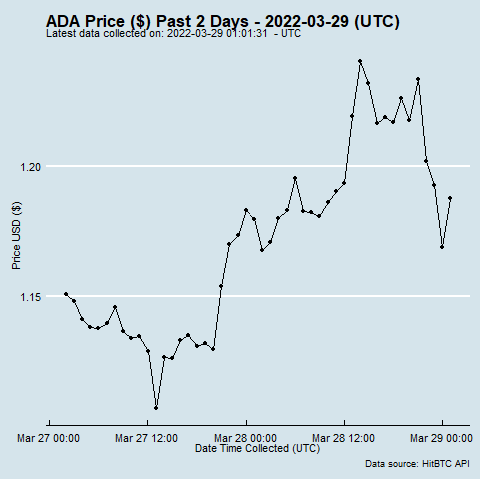 ADA Price ($) Past 2 Days - 2022-03-29 (UTC)
Latest data collected on: 2022-03-29 01:01:31 - UTC
1.20
1.15
Price USD ($)
Mar 27 00:00 Mar 27 12:00 Mar 28 00:00 Mar 28 12:00 Mar 29 00:00
Date Time Collected (UTC)
Data source: HitBTC API